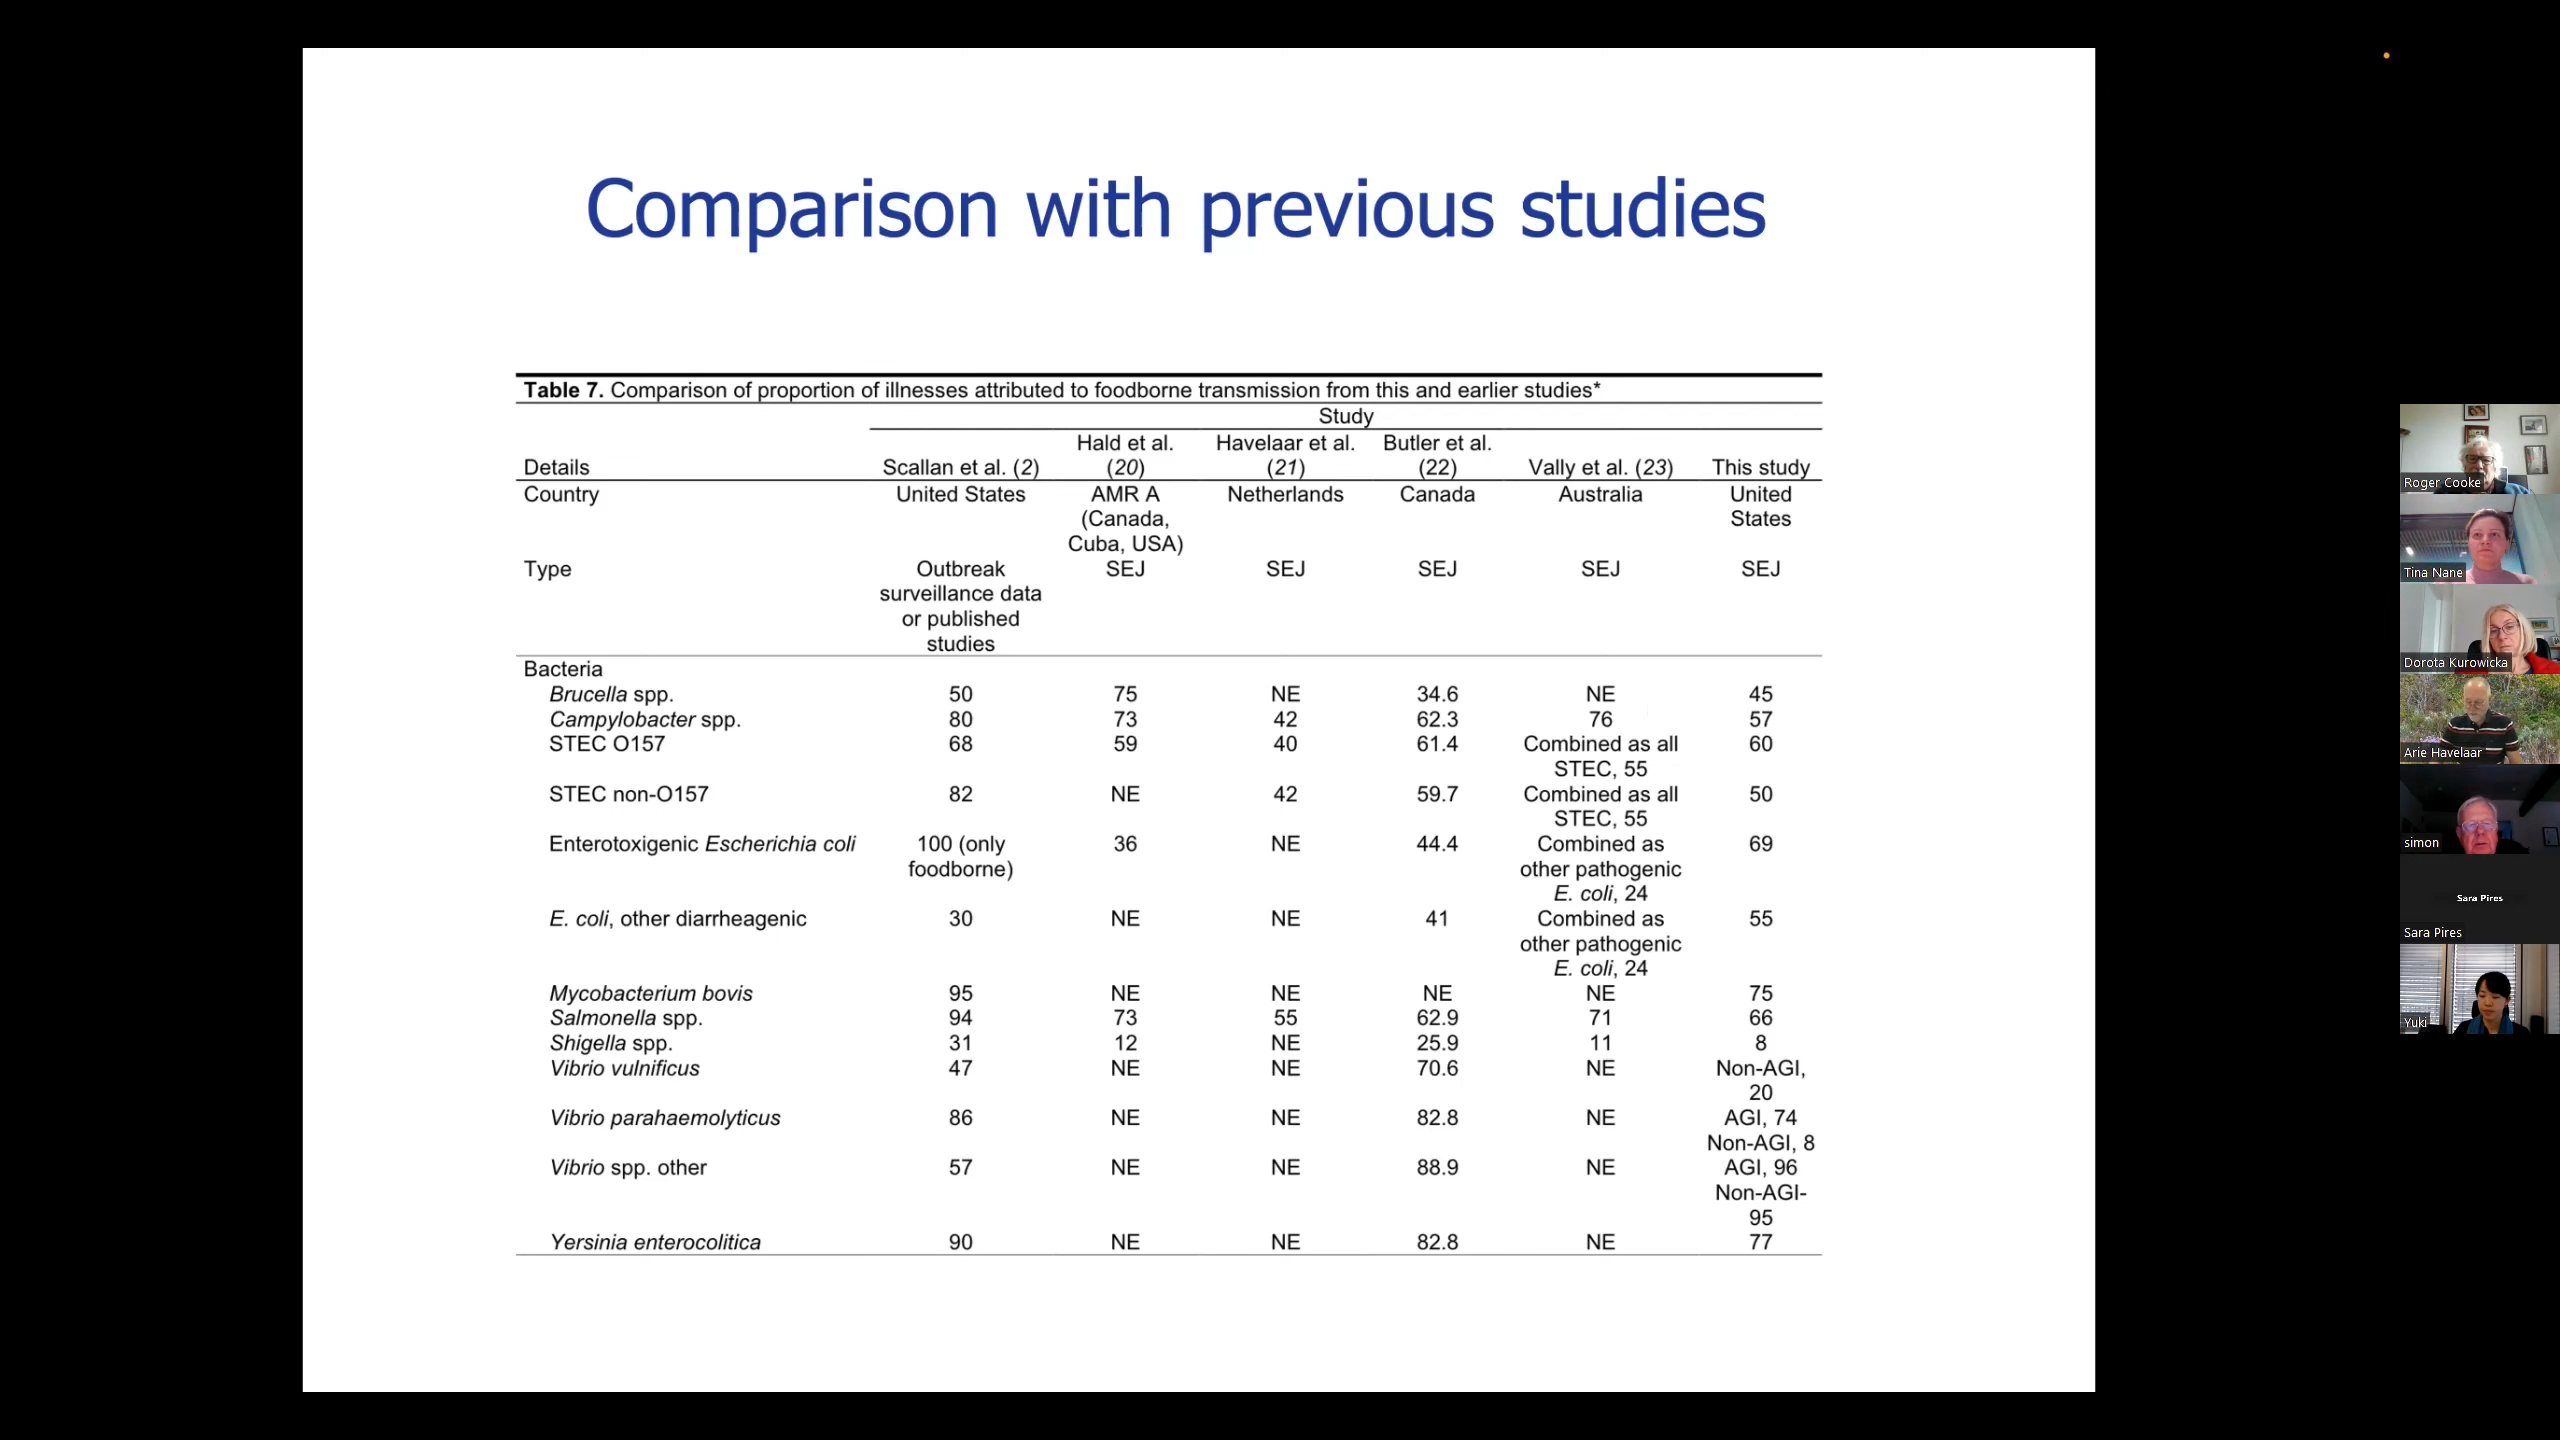 Comparison with previous studies
Table 7. Comparison of proportion of illnesses attributed to foodborne transmission from this and earlier studies*
Study
Details Scallan et al. (2) Hald et al. (20) Havelaar et al. (21) Butler et al. (22) Vally et al. (23) This study
Country United States AMR A (Canada, Cuba, USA) Netherlands Canada Australia United States
Type Outbreak surveillance data or published studies SEJ SEJ SEJ SEJ SEJ
Bacteria
Brucella spp. 50 75 NE 34.6 NE 45
Campylobacter spp. 80 73 42 62.3 76 57
STEC O157 68 59 40 61.4 Combined as all STEC, 55 60
STEC non-O157 82 NE 42 59.7 Combined as all STEC, 55 50
Enterotoxigenic Escherichia coli 100 (only foodborne) 36 NE 44.4 Combined as other pathogenic E. coli, 24 69
E. coli, other diarrheagenic 30 NE NE 41 Combined as other pathogenic E. coli, 24 55
Mycobacterium bovis 95 NE NE NE NE 75
Salmonella spp. 94 73 55 62.9 71 66
Shigella spp. 31 12 NE 25.9 11 8
Vibrio vulnificus 47 NE NE 70.6 NE Non-AGI, 20
Vibrio parahaemolyticus 86 NE NE 82.8 NE AGI, 74 Non-AGI, 8
Vibrio spp. other 57 NE NE 88.9 NE AGI, 96 Non-AGI- 95
Yersinia enterocolitica 90 NE NE 82.8 NE 77
Roger Cooke
Tina Nane
Dorota Kurowicka
Arie Havelaar
simon
Sara Pires
Sara Pires
Yuki